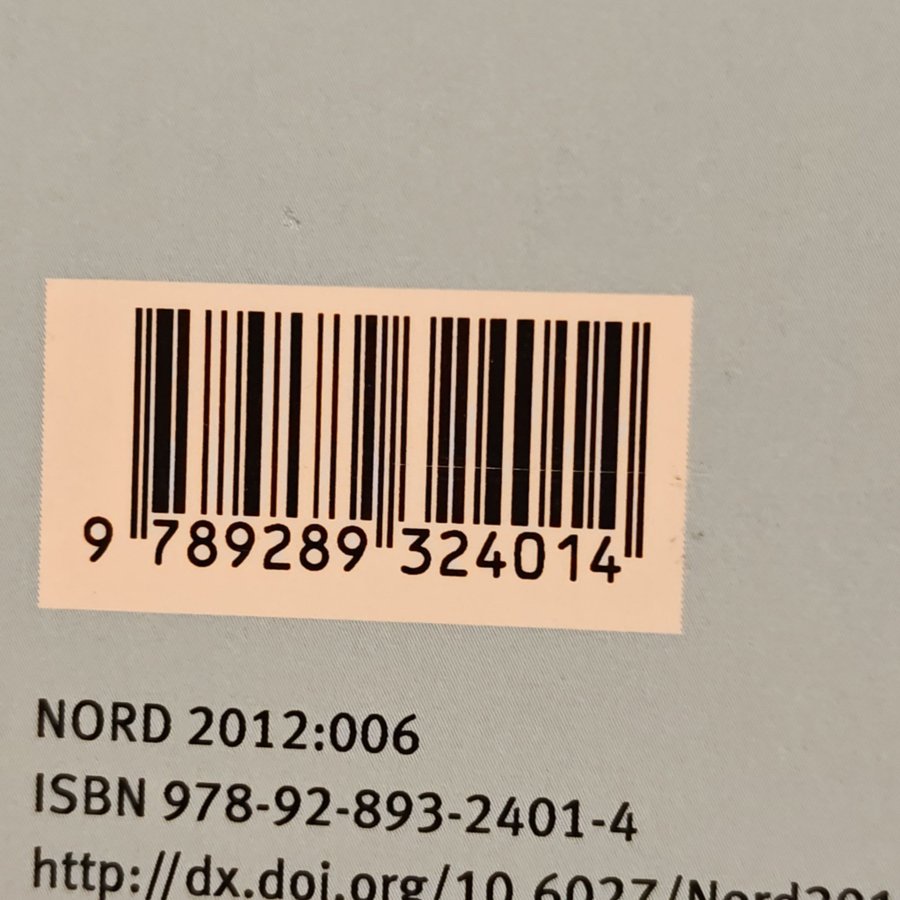 9 789289 324014
NORD 2012:006
ISBN 978-92-893-2401-4
http://dx.doi.org/10.6027/Nord201